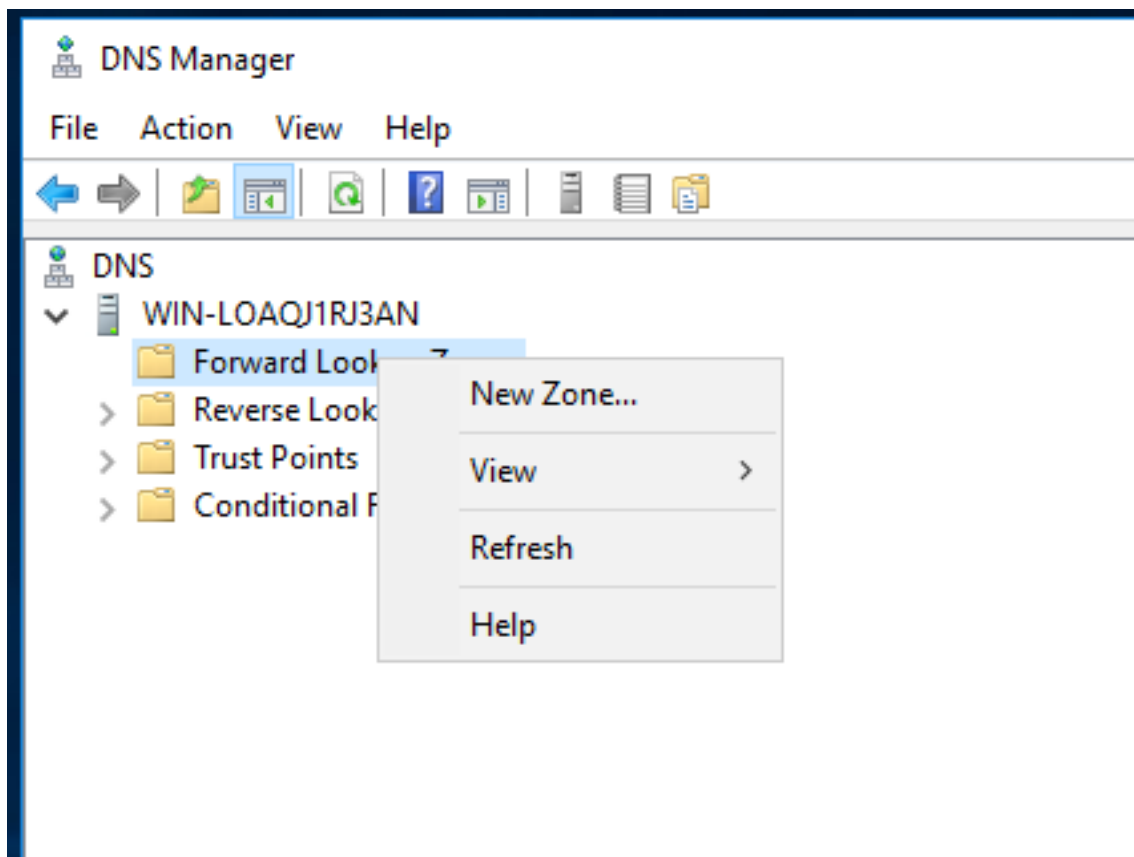 DNS Manager
File Action View Help
DNS
WIN-LOAQJ1RJ3AN
Forward Look
New Zone...
Reverse Look
View
Trust Points
Conditional F
Refresh
Help